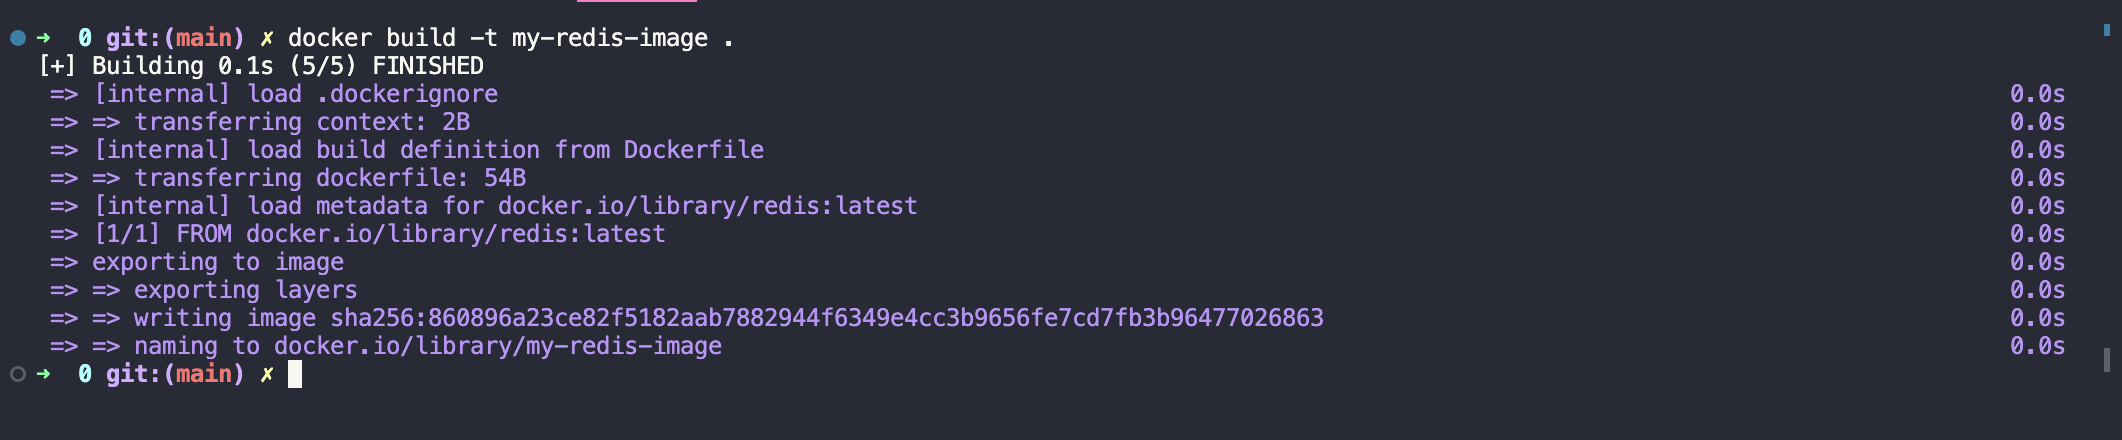 ➜ 0 git:(main) ✗ docker build -t my-redis-image .
[+] Building 0.1s (5/5) FINISHED
=> [internal] load .dockerignore 0.0s
=> => transferring context: 2B 0.0s
=> [internal] load build definition from Dockerfile 0.0s
=> => transferring dockerfile: 54B 0.0s
=> [internal] load metadata for docker.io/library/redis:latest 0.0s
=> [1/1] FROM docker.io/library/redis:latest 0.0s
=> exporting to image 0.0s
=> => exporting layers 0.0s
=> => writing image sha256:860896a23ce82f5182aab7882944f6349e4cc3b9656fe7cd7fb3b96477026863 0.0s
=> => naming to docker.io/library/my-redis-image 0.0s
➜ 0 git:(main) ✗